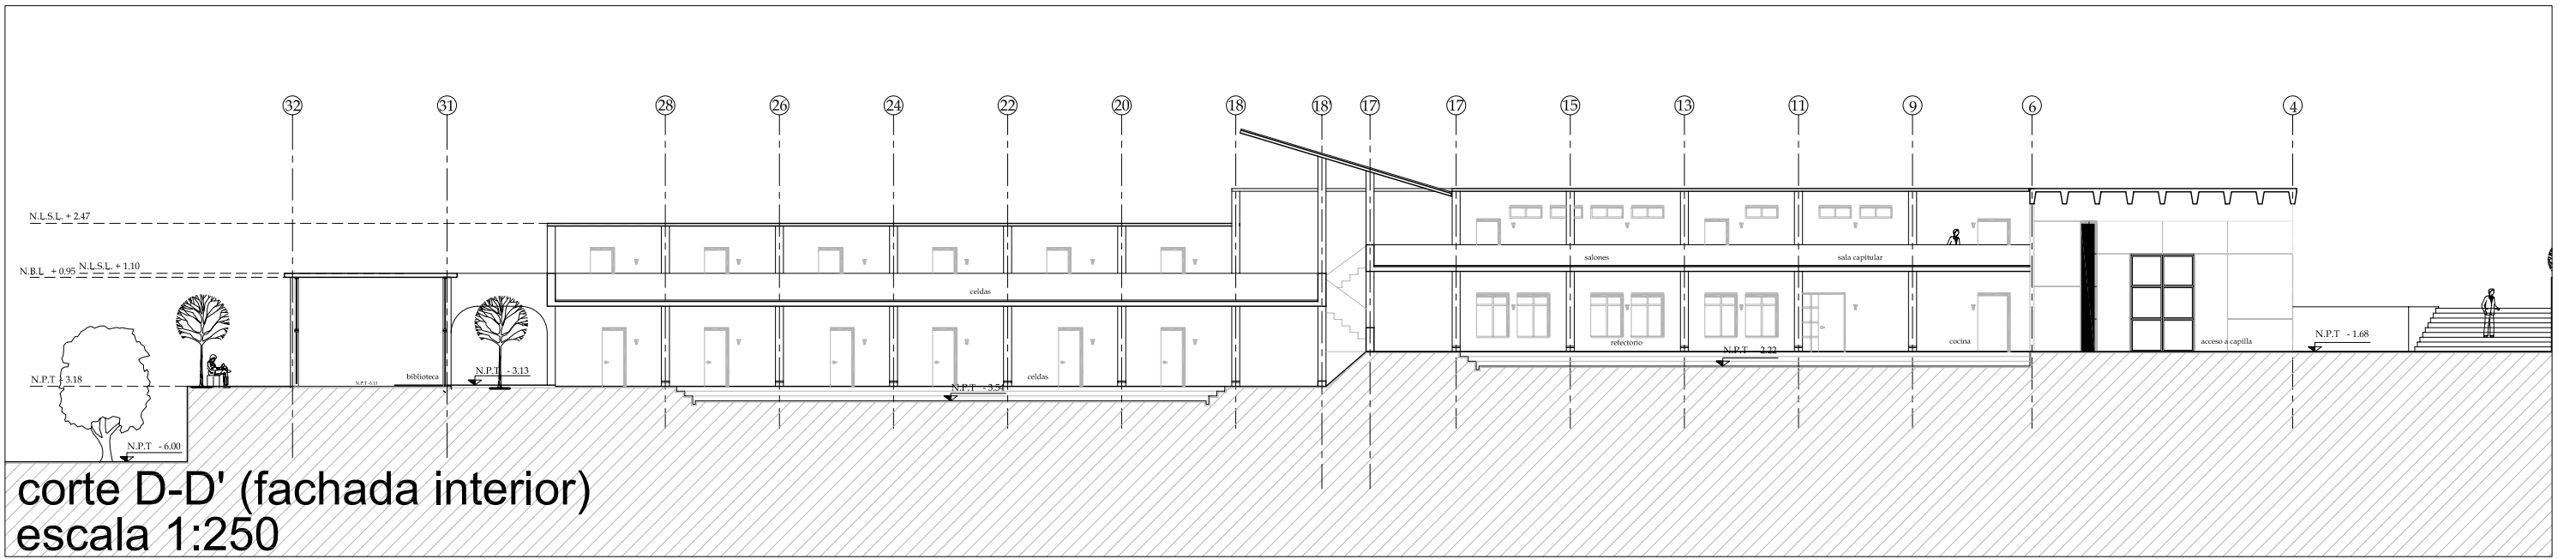 32 31 28 26 24 22 20 18 18 17 17 15 13 11 9 6 4
N.L.S.L. + 2.47
N.B.L + 0.95 N.L.S.L. + 1.10
salones sala capitular
celdas
N.P.T - 1.68
refectorio cocina acceso a capilla
N.P.T - 2.22
N.P.T - 3.18 biblioteca N.P.T - 3.13 celdas
N.P.T - 3.54
N.P.T - 6.00
corte D-D' (fachada interior)
escala 1:250